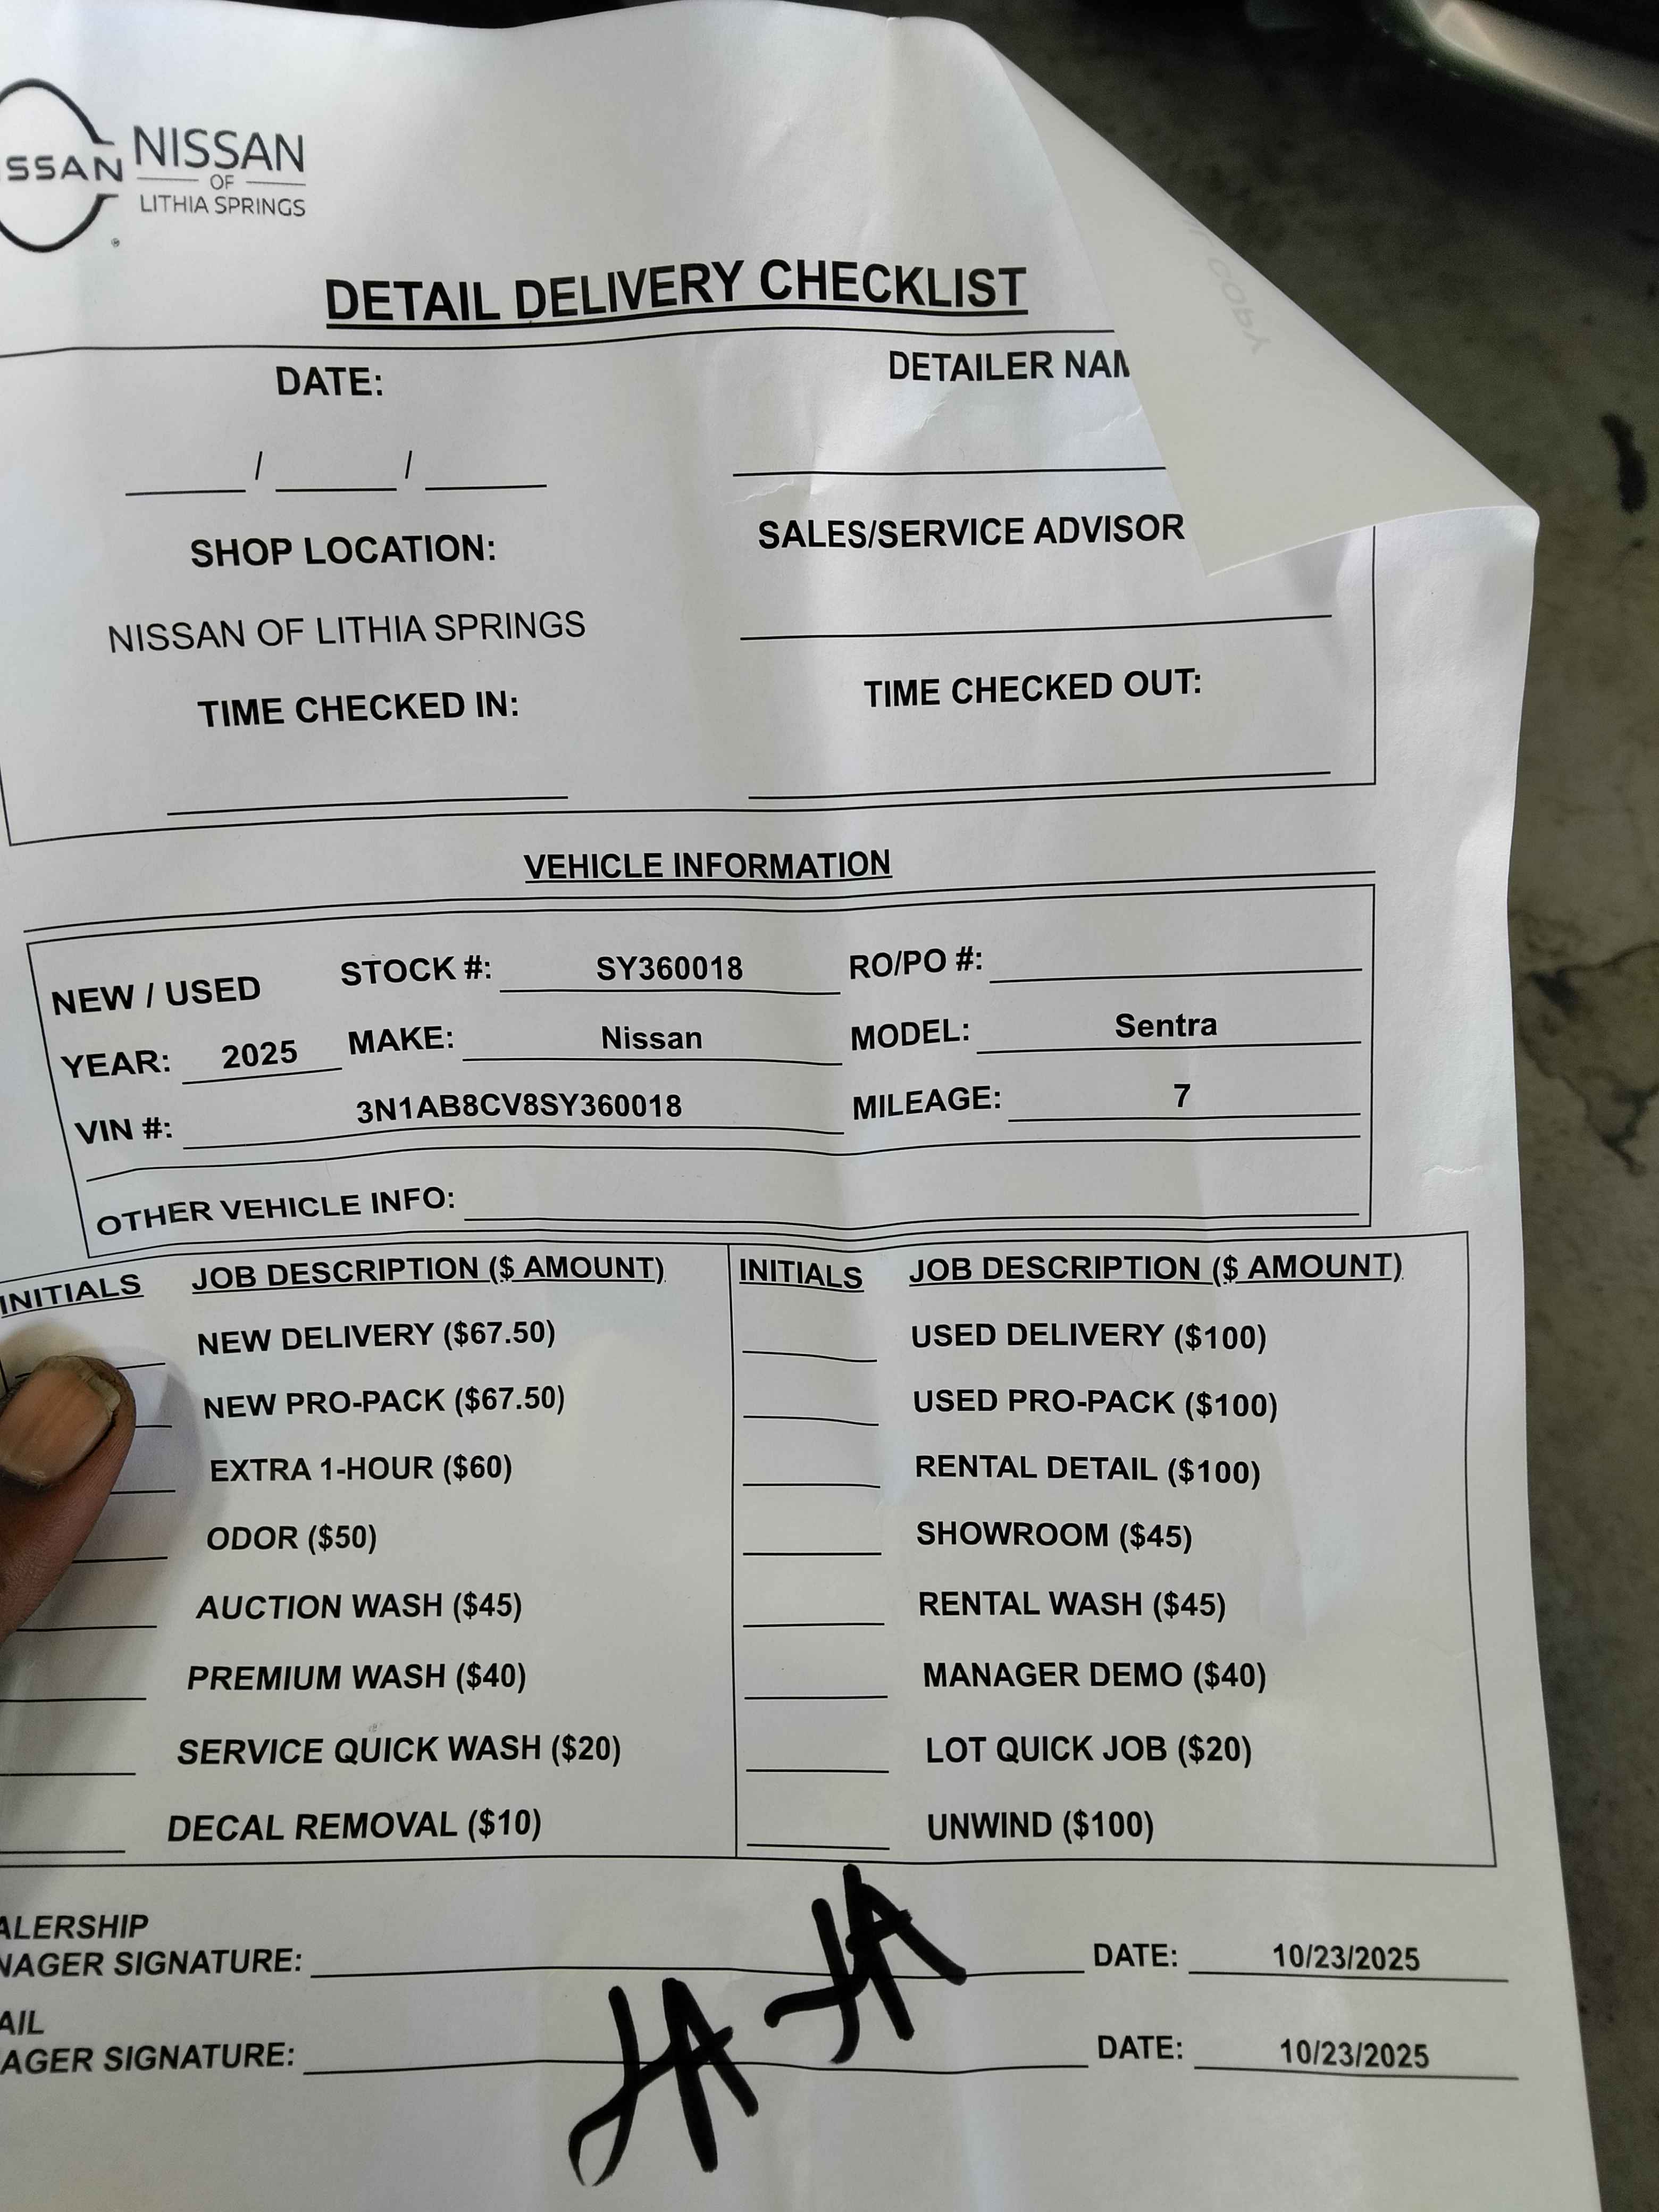 SSAN NISSAN
OF
LITHIA SPRINGS
®
COPY
DETAIL DELIVERY CHECKLIST
DATE: DETAILER NAM
/ /
SHOP LOCATION: SALES/SERVICE ADVISOR
NISSAN OF LITHIA SPRINGS
TIME CHECKED IN: TIME CHECKED OUT:
VEHICLE INFORMATION
NEW / USED STOCK #: SY360018 RO/PO #:
YEAR: 2025 MAKE: Nissan MODEL: Sentra
VIN #: 3N1AB8CV8SY360018 MILEAGE: 7
OTHER VEHICLE INFO:
INITIALS JOB DESCRIPTION ($ AMOUNT) INITIALS JOB DESCRIPTION ($ AMOUNT)
NEW DELIVERY ($67.50) USED DELIVERY ($100)
NEW PRO-PACK ($67.50) USED PRO-PACK ($100)
EXTRA 1-HOUR ($60) RENTAL DETAIL ($100)
ODOR ($50) SHOWROOM ($45)
AUCTION WASH ($45) RENTAL WASH ($45)
PREMIUM WASH ($40) MANAGER DEMO ($40)
SERVICE QUICK WASH ($20) LOT QUICK JOB ($20)
DECAL REMOVAL ($10) UNWIND ($100)
ALERSHIP
NAGER SIGNATURE: DATE: 10/23/2025
AIL
AGER SIGNATURE: DATE: 10/23/2025